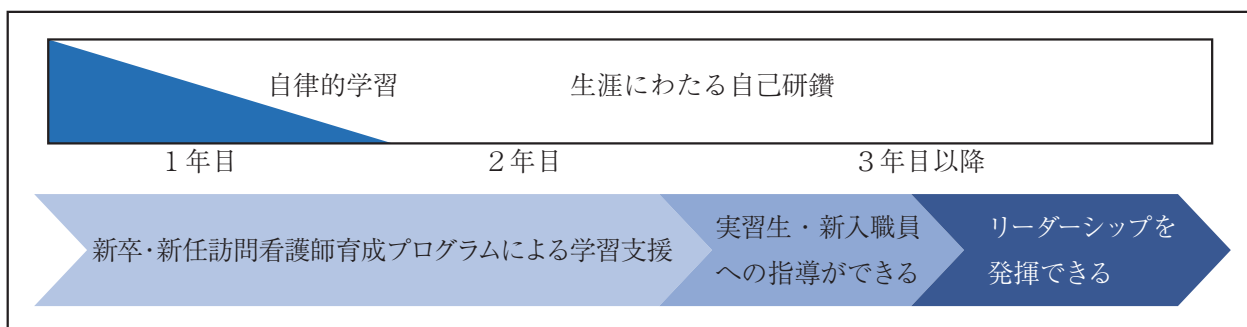 自律的学習
生涯にわたる自己研鑽
1年目
2年目
3年目以降
新卒・新任訪問看護師育成プログラムによる学習支援
実習生・新入職員
への指導ができる
リーダーシップを
発揮できる